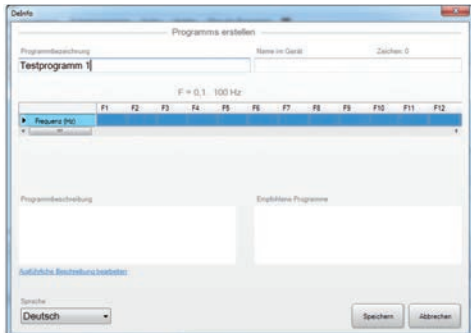 DeInfo
Programms erstellen
Programmbezeichnung Name im Gerät Zeichen: 0
Testprogramm 1
F = 0,1 100 Hz
F1 F2 F3 F4 F5 F6 F7 F8 F9 F10 F11 F12
Frequenz (Hz)
Programmbeschreibung Empfohlene Programme
Ausführliche Beschreibung bearbeiten
Sprache
Deutsch Speichern Abbrechen